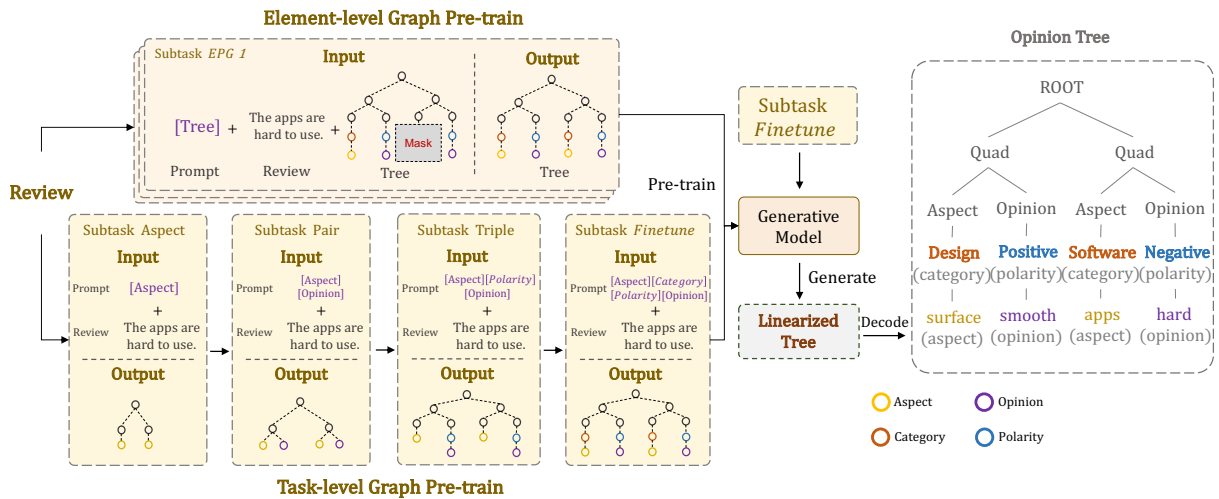 Element-level Graph Pre-train
Subtask EPG 1
Input
Output
[Tree]
+
The apps are
hard to use.
+
Mask
Prompt
Review
Tree
Tree
Review
Subtask Aspect
Input
Prompt
[Aspect]
+
Review
The apps are
hard to use.
Output
Subtask Pair
Input
Prompt
[Aspect]
[Opinion]
+
Review
The apps are
hard to use.
Output
Subtask Triple
Input
Prompt
[Aspect][Polarity]
[Opinion]
+
Review
The apps are
hard to use.
Output
Subtask Finetune
Input
Prompt
[Aspect][Category]
[Polarity][Opinion]
+
Review
The apps are
hard to use.
Output
Task-level Graph Pre-train
Pre-train
Subtask
Finetune
Generative
Model
Generate
Linearized
Tree
Decode
Opinion Tree
ROOT
Quad Quad
Aspect Opinion Aspect Opinion
Design Positive Software Negative
(category) (polarity) (category) (polarity)
surface smooth apps hard
(aspect) (opinion) (aspect) (opinion)
Aspect Opinion
Category Polarity